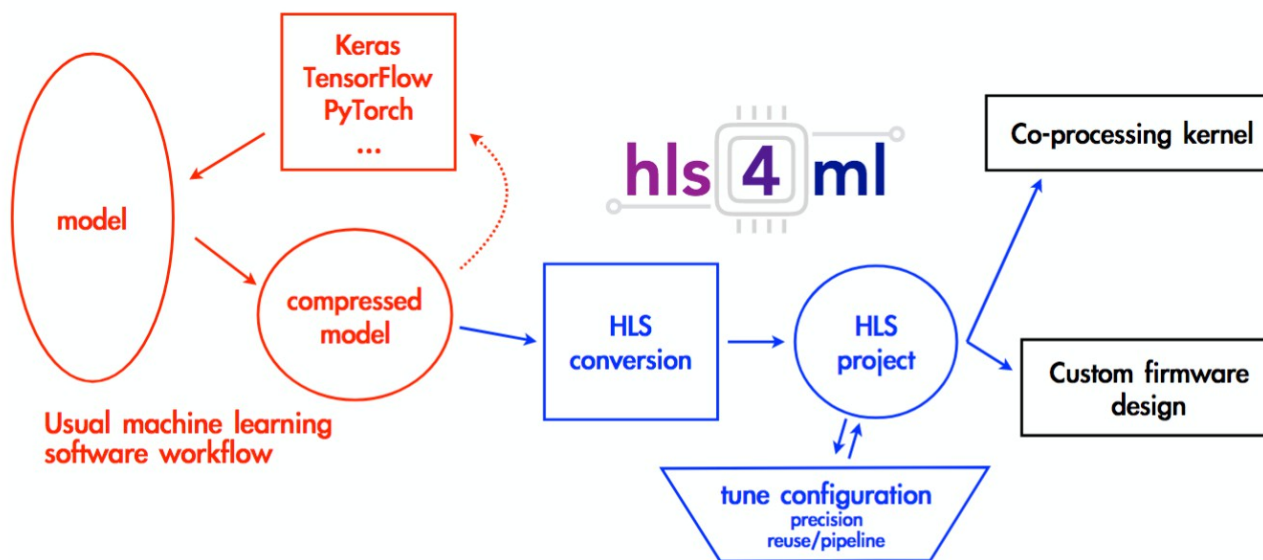 Keras
TensorFlow
PyTorch
...
model
compressed
model
Usual machine learning
software workflow
hls 4 ml
HLS
conversion
HLS
project
tune configuration
precision
reuse/pipeline
Co-processing kernel
Custom firmware
design